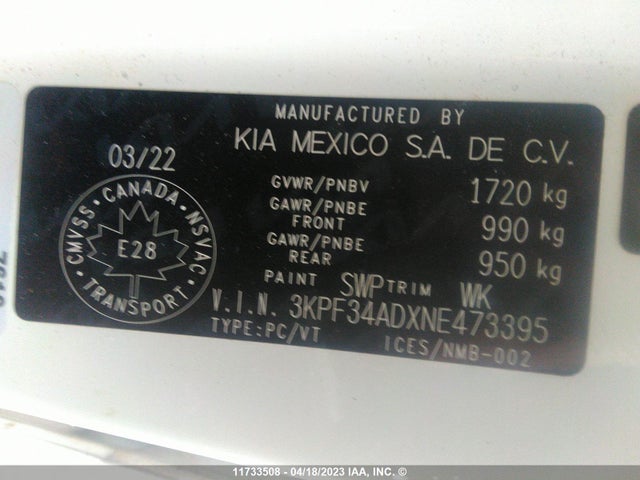 MANUFACTURED BY
KIA MEXICO S.A. DE C.V.
03/22
GVWR/PNBV 1720 kg
GAWR/PNBE FRONT 990 kg
GAWR/PNBE REAR 950 kg
CMVSS · CANADA · NSVAC
E28
TRANSPORT
PAINT SWP TRIM WK
V.I.N. 3KPF34ADXNE473395
TYPE:PC/VT ICES/NMB-002
11733508 - 04/18/2023 IAA, INC. ©